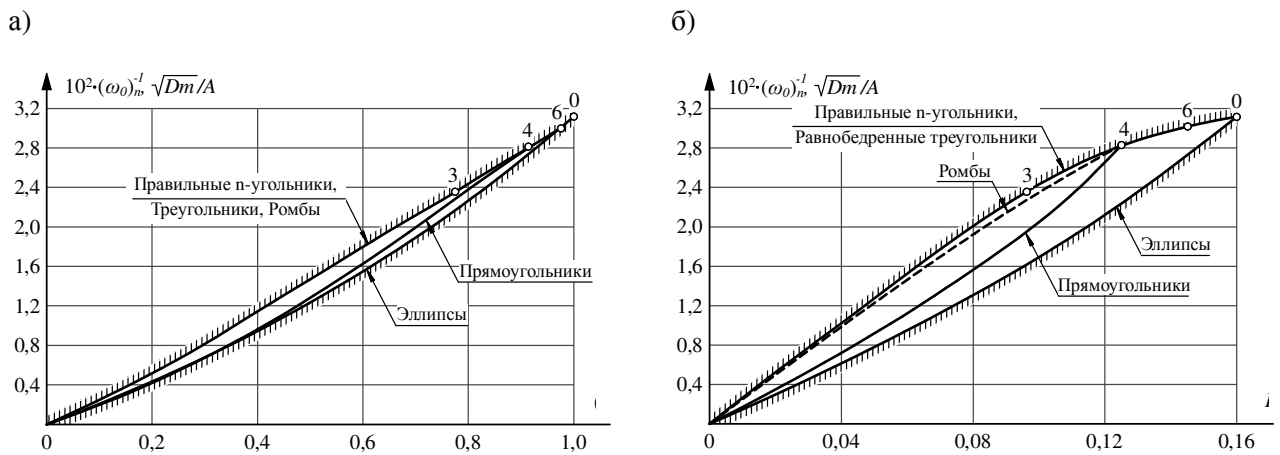 а)
б)
10²·(ω₀)ₙ⁻¹, √Dm/A
3,2
2,8
2,4
2,0
1,6
1,2
0,8
0,4
0
0,2
0,4
0,6
0,8
1,0
3
4
6
0
Правильные n-угольники,
Треугольники, Ромбы
Прямоугольники
Эллипсы
10²·(ω₀)ₙ⁻¹, √Dm/A
3,2
2,8
2,4
2,0
1,6
1,2
0,8
0,4
0
0,04
0,08
0,12
0,16
3
4
6
0
Правильные n-угольники,
Равнобедренные треугольники
Ромбы
Эллипсы
Прямоугольники